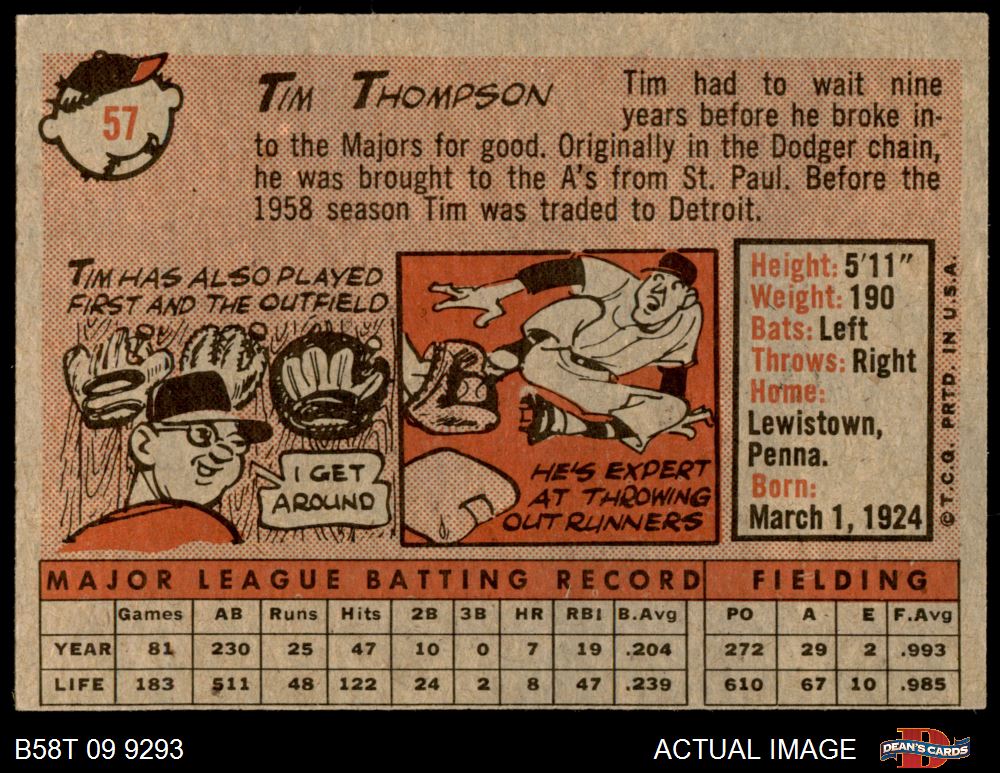 57
TIM THOMPSON
Tim had to wait nine
years before he broke in-
to the Majors for good. Originally in the Dodger chain,
he was brought to the A's from St. Paul. Before the
1958 season Tim was traded to Detroit.
TIM HAS ALSO PLAYED
FIRST AND THE OUTFIELD
I GET
AROUND
HE'S EXPERT
AT THROWING
OUT RUNNERS
Height: 5'11"
Weight: 190
Bats: Left
Throws: Right
Home:
Lewistown,
Penna.
Born:
March 1, 1924
© T.C.G. PRTD. IN U.S.A.
MAJOR LEAGUE BATTING RECORD FIELDING
Games AB Runs Hits 2B 3B HR RBI B.Avg PO A E F.Avg
YEAR 81 230 25 47 10 0 7 19 .204 272 29 2 .993
LIFE 183 511 48 122 24 2 8 47 .239 610 67 10 .985
B58T 09 9293
ACTUAL IMAGE
DEAN'S CARDS